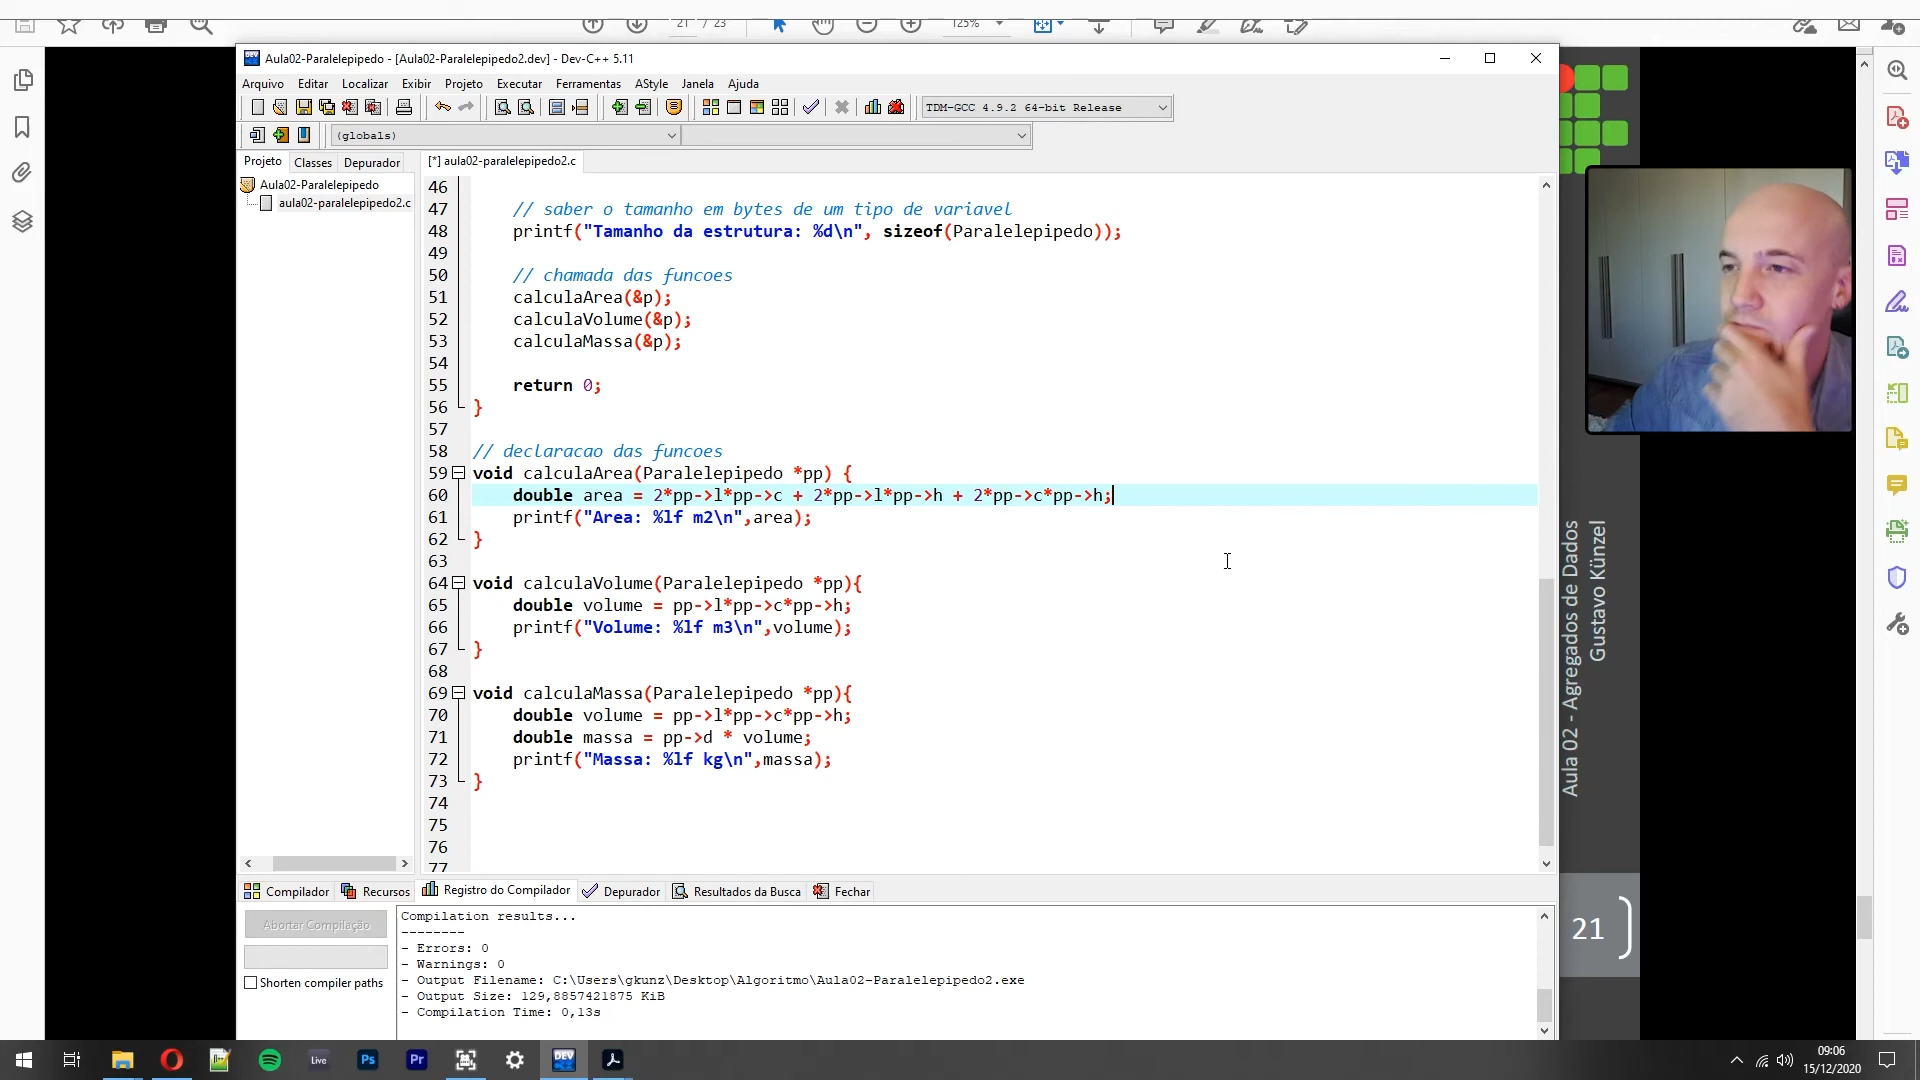 21 / 23
125%
Aula02-Paralelepipedo - [Aula02-Paralelepipedo2.dev] - Dev-C++ 5.11
Arquivo Editar Localizar Exibir Projeto Executar Ferramentas AStyle Janela Ajuda
TDM-GCC 4.9.2 64-bit Release
(globals)
Projeto Classes Depurador
[*] aula02-paralelepipedo2.c
Aula02-Paralelepipedo
aula02-paralelepipedo2.c
46
47 // saber o tamanho em bytes de um tipo de variavel
48 printf("Tamanho da estrutura: %d\n", sizeof(Paralelepipedo));
49
50 // chamada das funcoes
51 calculaArea(&p);
52 calculaVolume(&p);
53 calculaMassa(&p);
54
55 return 0;
56 }
57
58 // declaracao das funcoes
59 void calculaArea(Paralelepipedo *pp) {
60 double area = 2*pp->l*pp->c + 2*pp->l*pp->h + 2*pp->c*pp->h;
61 printf("Area: %lf m2\n",area);
62 }
63
64 void calculaVolume(Paralelepipedo *pp){
65 double volume = pp->l*pp->c*pp->h;
66 printf("Volume: %lf m3\n",volume);
67 }
68
69 void calculaMassa(Paralelepipedo *pp){
70 double volume = pp->l*pp->c*pp->h;
71 double massa = pp->d * volume;
72 printf("Massa: %lf kg\n",massa);
73 }
74
75
76
77
Compilador Recursos Registro do Compilador Depurador Resultados da Busca Fechar
Abortar Compilação
Shorten compiler paths
Compilation results...
--------
- Errors: 0
- Warnings: 0
- Output Filename: C:\Users\gkunz\Desktop\Algoritmo\Aula02-Paralelepipedo2.exe
- Output Size: 129,8857421875 KiB
- Compilation Time: 0,13s
Aula 02 - Agregados de Dados
Gustavo Künzel
21
Live
Ps
Pr
DEV
09:06
15/12/2020